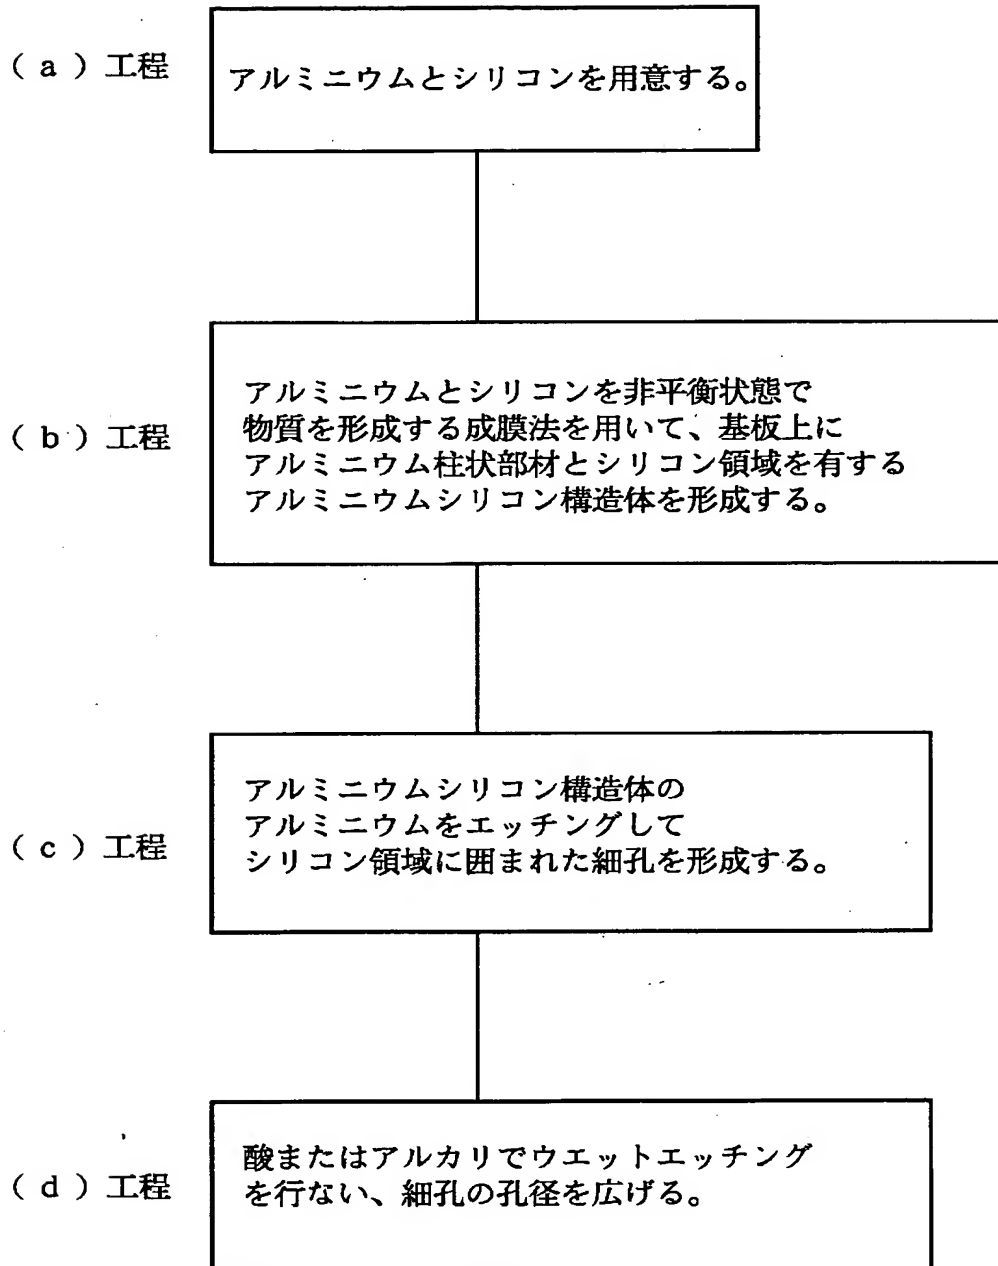 (a)工程
アルミニウムとシリコンを用意する。
(b)工程
アルミニウムとシリコンを非平衡状態で
物質を形成する成膜法を用いて、基板上に
アルミニウム柱状部材とシリコン領域を有する
アルミニウムシリコン構造体を形成する。
(c)工程
アルミニウムシリコン構造体の
アルミニウムをエッチングして
シリコン領域に囲まれた細孔を形成する。
(d)工程
酸またはアルカリでウエットエッチング
を行ない、細孔の孔径を広げる。